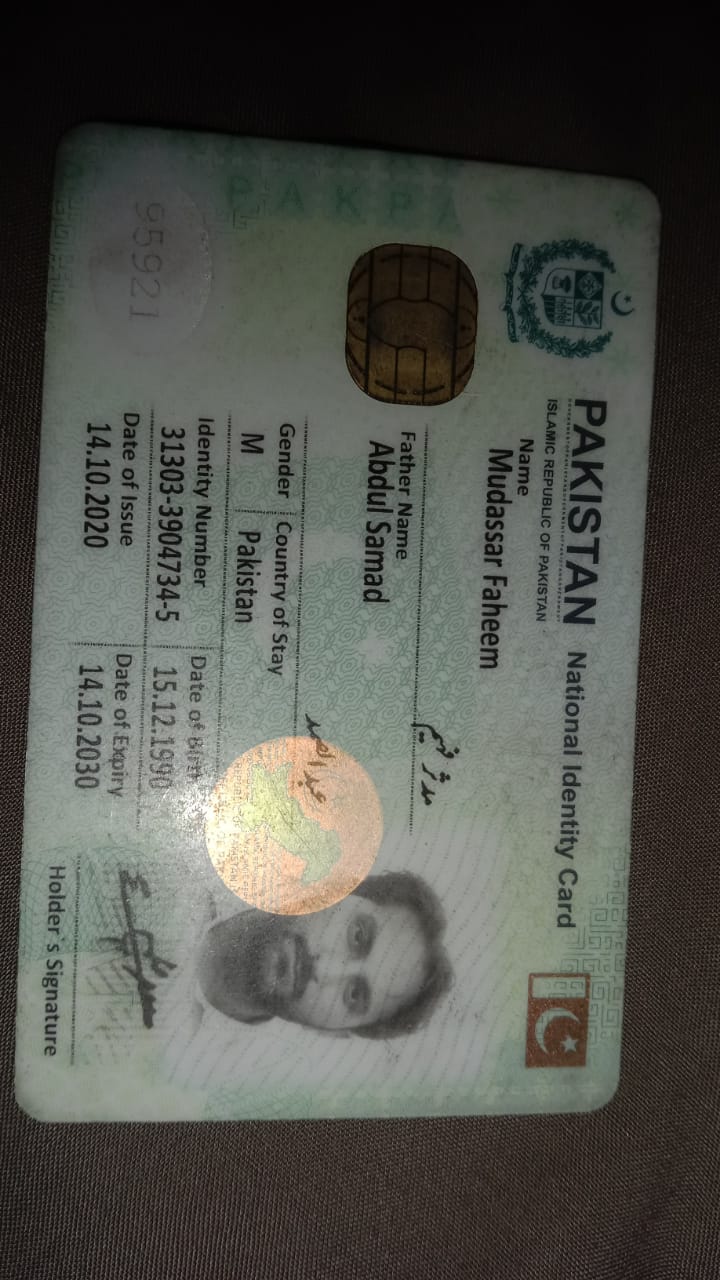 PAKISTAN National Identity Card
ISLAMIC REPUBLIC OF PAKISTAN
Name
Mudassar Faheem
مدثر فہیم
Father Name
Abdul Samad
عبدالصمد
Gender Country of Stay
M Pakistan
Identity Number Date of Birth
31303-3904734-5 15.12.1990
Date of Issue Date of Expiry
14.10.2020 14.10.2030
Holder's Signature
95921
PAKPA